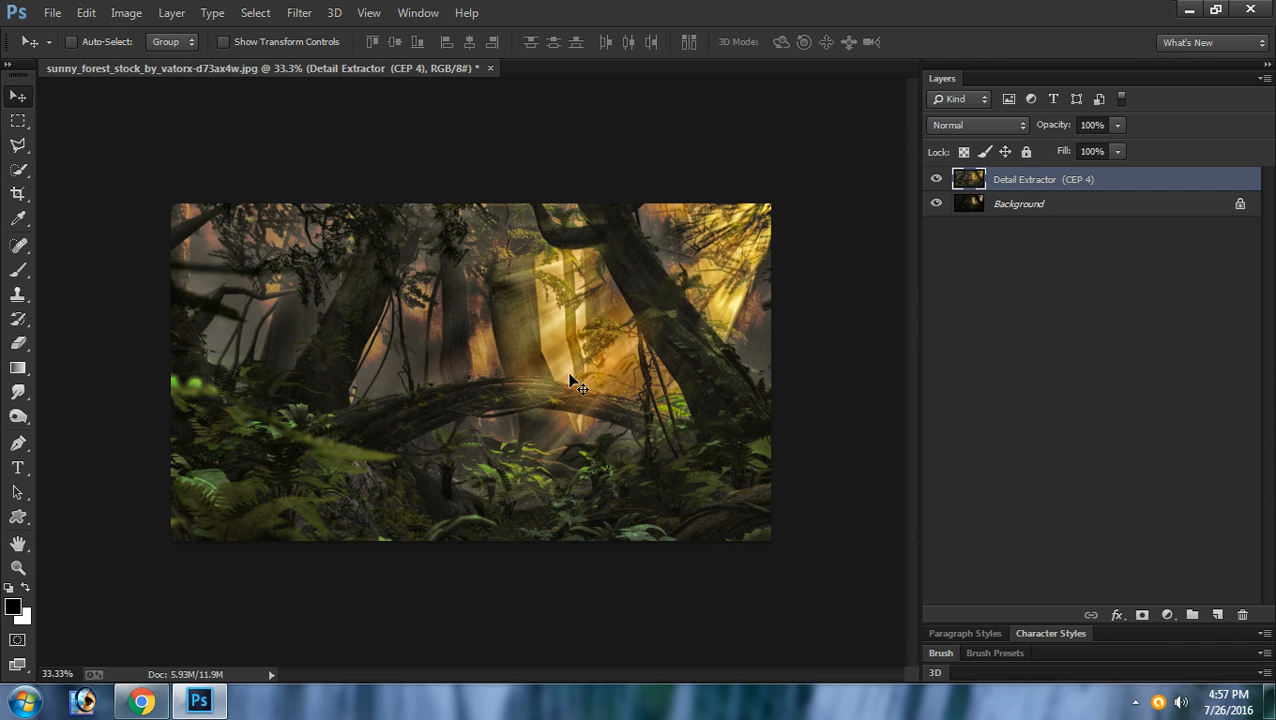 Ps File Edit Image Layer Type Select Filter 3D View Window Help
Auto-Select: Group Show Transform Controls 3D Mode: What's New
sunny_forest_stock_by_vatorx-d73ax4w.jpg @ 33.3% (Detail Extractor (CEP 4), RGB/8#) *
Layers
Kind
Normal Opacity: 100%
Lock: Fill: 100%
Detail Extractor (CEP 4)
Background
Paragraph Styles Character Styles
Brush Brush Presets
3D
33.33% Doc: 5.93M/11.9M
Ps
4:57 PM
7/26/2016